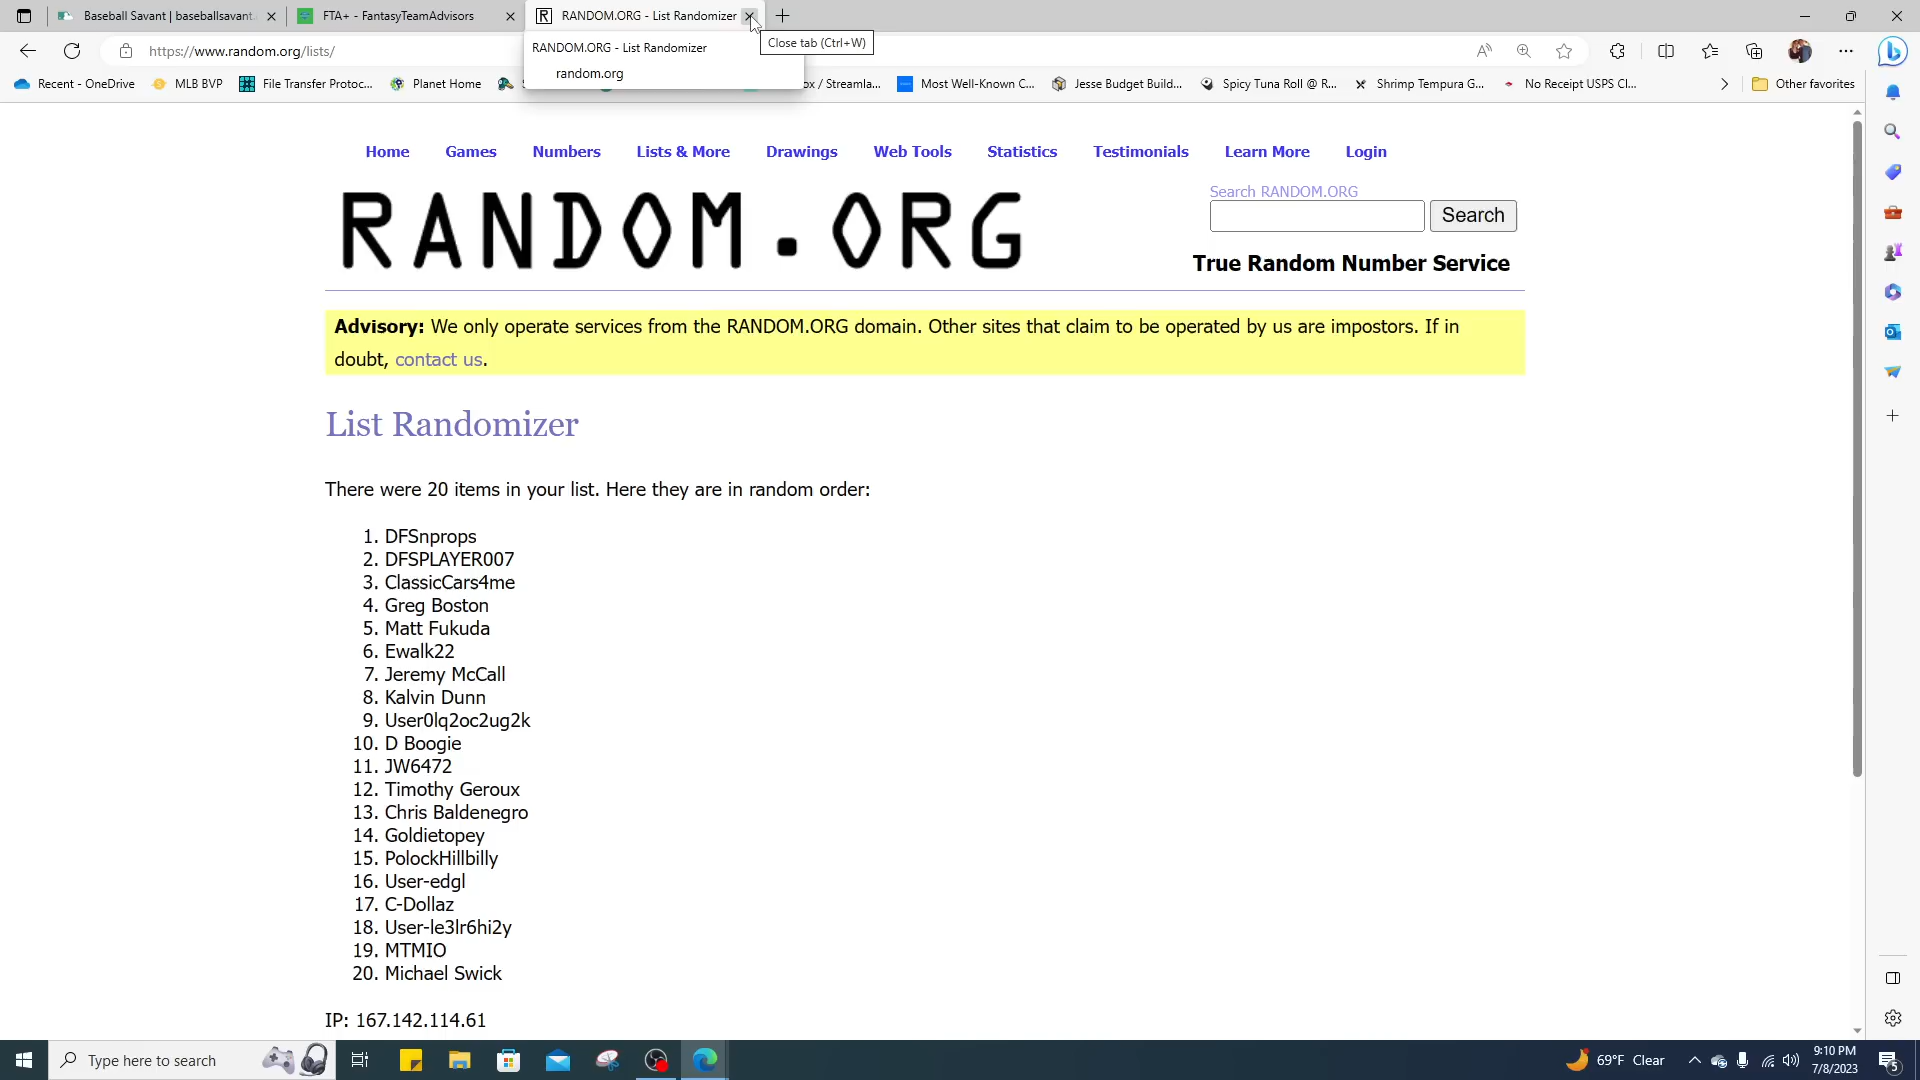 Baseball Savant | baseballsavant.
FTA+ - FantasyTeamAdvisors
RANDOM.ORG - List Randomizer
https://www.random.org/lists/
RANDOM.ORG - List Randomizer
random.org
Close tab (Ctrl+W)
Recent - OneDrive
MLB BVP
File Transfer Protoc...
Planet Home
ox / Streamla...
Most Well-Known C...
Jesse Budget Build...
Spicy Tuna Roll @ R...
Shrimp Tempura G...
No Receipt USPS Cl...
Other favorites
Home
Games
Numbers
Lists & More
Drawings
Web Tools
Statistics
Testimonials
Learn More
Login
RANDOM.ORG
Search RANDOM.ORG
Search
True Random Number Service
Advisory: We only operate services from the RANDOM.ORG domain. Other sites that claim to be operated by us are impostors. If in
doubt, contact us.
List Randomizer
There were 20 items in your list. Here they are in random order:
1. DFSnprops
2. DFSPLAYER007
3. ClassicCars4me
4. Greg Boston
5. Matt Fukuda
6. Ewalk22
7. Jeremy McCall
8. Kalvin Dunn
9. User0lq2oc2ug2k
10. D Boogie
11. JW6472
12. Timothy Geroux
13. Chris Baldenegro
14. Goldietopey
15. PolockHillbilly
16. User-edgl
17. C-Dollaz
18. User-le3lr6hi2y
19. MTMIO
20. Michael Swick
IP: 167.142.114.61
Type here to search
69°F Clear
9:10 PM
7/8/2023
5